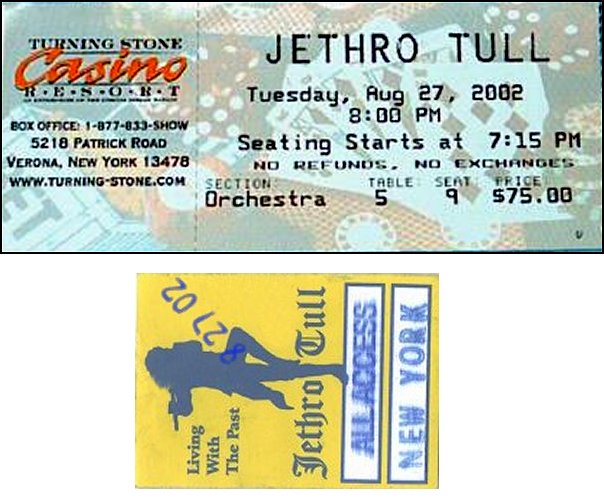 TURNING STONE
Casino
R·E·S·O·R·T
BOX OFFICE: 1-877-833-SHOW
5218 PATRICK ROAD
VERONA, NEW YORK 13478
WWW.TURNING-STONE.COM
JETHRO TULL
Tuesday, Aug 27, 2002
8:00 PM
Seating Starts at 7:15 PM
NO REFUNDS, NO EXCHANGES
SECTION TABLE SEAT PRICE
Orchestra 5 9 $75.00
8 27 02
Living
With
The Past
Jethro Tull
ALL ACCESS
NEW YORK